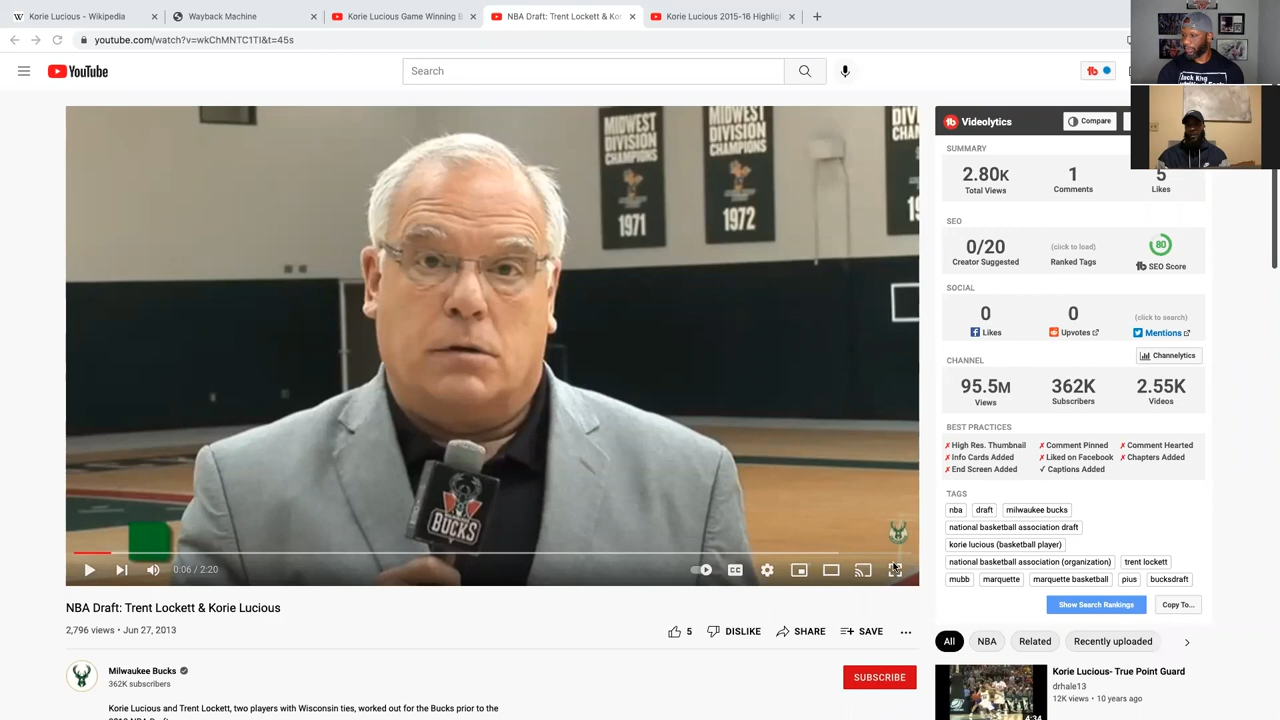 Korie Lucious - Wikipedia
Wayback Machine
Korie Lucious Game Winning B
NBA Draft: Trent Lockett & Ko
Korie Lucious 2015-16 Highlig
youtube.com/watch?v=wkChMNTC1TI&t=45s
YouTube
Search
MIDWEST DIVISION CHAMPIONS 1971
MIDWEST DIVISION CHAMPIONS 1972
BUCKS
0:06 / 2:20
CC
NBA Draft: Trent Lockett & Korie Lucious
2,796 views • Jun 27, 2013
5
DISLIKE
SHARE
SAVE
Milwaukee Bucks
362K subscribers
SUBSCRIBE
Korie Lucious and Trent Lockett, two players with Wisconsin ties, worked out for the Bucks prior to the
Videolytics
Compare
SUMMARY
2.80K 1 5
Total Views Comments Likes
SEO
0/20 (click to load) 80
Creator Suggested Ranked Tags SEO Score
SOCIAL
0 0 (click to search)
Likes Upvotes Mentions
CHANNEL Channelytics
95.5M 362K 2.55K
Views Subscribers Videos
BEST PRACTICES
✗ High Res. Thumbnail ✗ Comment Pinned ✗ Comment Hearted
✗ Info Cards Added ✗ Liked on Facebook ✗ Chapters Added
✗ End Screen Added ✓ Captions Added
TAGS
nba draft milwaukee bucks
national basketball association draft
korie lucious (basketball player)
national basketball association (organization) trent lockett
mubb marquette marquette basketball pius bucksdraft
Show Search Rankings Copy To...
All NBA Related Recently uploaded
Korie Lucious- True Point Guard
drhale13
12K views • 10 years ago
4:34